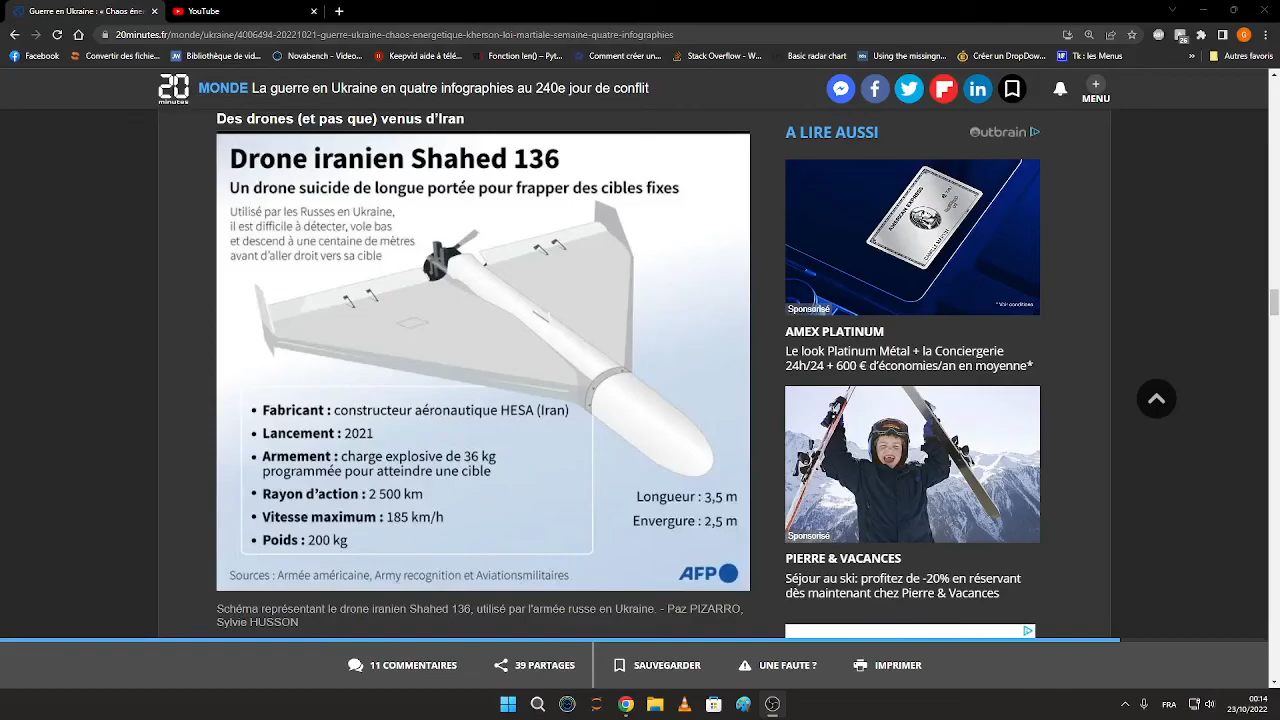 Guerre en Ukraine : « Chaos éner
YouTube
20minutes.fr/monde/ukraine/4006494-20221021-guerre-ukraine-chaos-energetique-kherson-loi-martiale-semaine-quatre-infographies
G
Facebook
Convertir des fichie...
Bibliothèque de vid...
Novabench - Video...
Keepvid aide à télé...
Fonction len() — P...
Comment créer un...
Stack Overflow – W...
Basic radar chart
Using the missingn...
Créer un DropDow...
Tk: les Menus
»
Autres favoris
20 minutes
MONDE La guerre en Ukraine en quatre infographies au 240e jour de conflit
MENU
Des drones (et pas que) venus d'Iran
Drone iranien Shahed 136
Un drone suicide de longue portée pour frapper des cibles fixes
Utilisé par les Russes en Ukraine,
il est difficile à détecter, vole bas
et descend à une centaine de mètres
avant d'aller droit vers sa cible
• Fabricant : constructeur aéronautique HESA (Iran)
• Lancement : 2021
• Armement : charge explosive de 36 kg
programmée pour atteindre une cible
• Rayon d'action : 2 500 km
• Vitesse maximum : 185 km/h
• Poids : 200 kg
Longueur : 3,5 m
Envergure : 2,5 m
Sources : Armée américaine, Army recognition et Aviationsmilitaires
AFP
Schéma représentant le drone iranien Shahed 136, utilisé par l'armée russe en Ukraine. - Paz PIZARRO,
Sylvie HUSSON
A LIRE AUSSI
Outbrain
AMERICAN EXPRESS
* Voir conditions
Sponsorisé
AMEX PLATINUM
Le look Platinum Métal + la Conciergerie
24h/24 + 600 € d'économies/an en moyenne*
Sponsorisé
PIERRE & VACANCES
Séjour au ski: profitez de -20% en réservant
dès maintenant chez Pierre & Vacances
11 COMMENTAIRES
39 PARTAGES
SAUVEGARDER
UNE FAUTE ?
IMPRIMER
FRA
00:14
23/10/2022